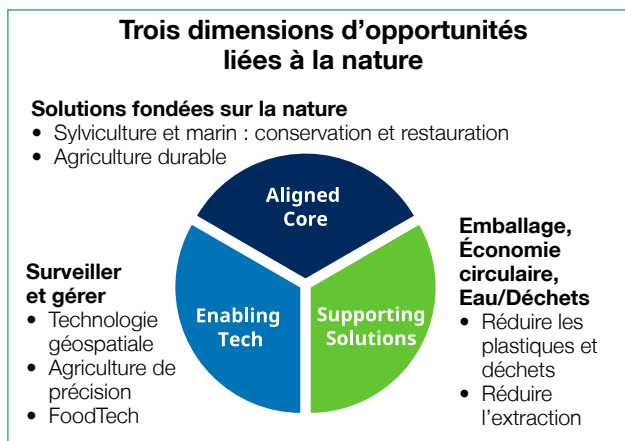 Trois dimensions d’opportunités
liées à la nature
Solutions fondées sur la nature
• Sylviculture et marin : conservation et restauration
• Agriculture durable
Aligned
Core
Surveiller
et gérer
• Technologie
géospatiale
• Agriculture de
précision
• FoodTech
Enabling
Tech
Supporting
Solutions
Emballage,
Économie
circulaire,
Eau/Déchets
• Réduire les
plastiques et
déchets
• Réduire
l’extraction